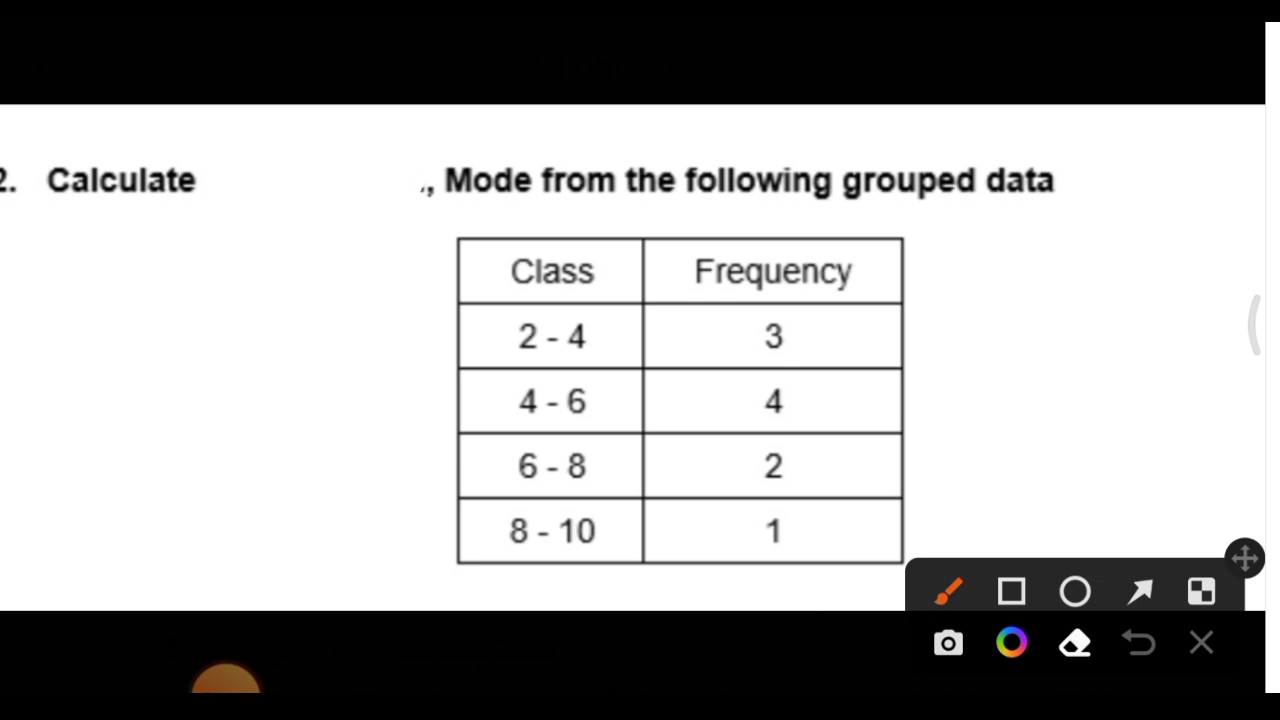 2. Calculate , Mode from the following grouped data
Class Frequency
2 - 4 3
4 - 6 4
6 - 8 2
8 - 10 1